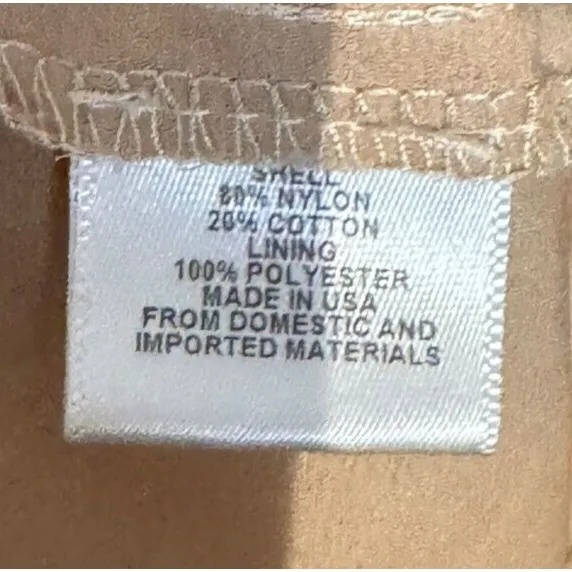 SHELL
80% NYLON
20% COTTON
LINING
100% POLYESTER
MADE IN USA
FROM DOMESTIC AND
IMPORTED MATERIALS